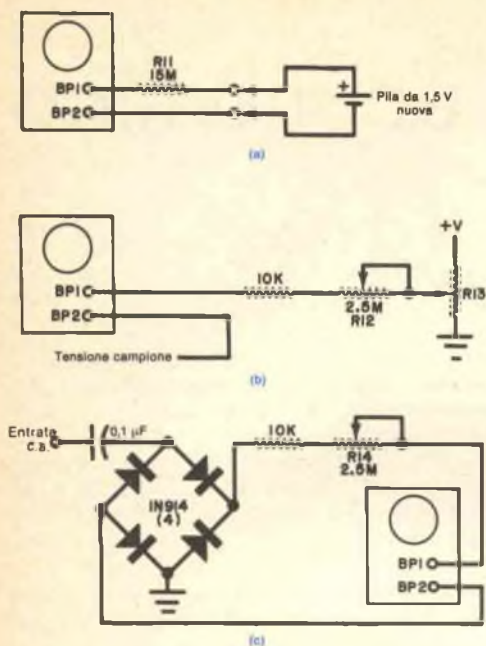 R11
15M
BP1
BP2
+
Pila da 1,5 V
nuova
(a)
+V
10K
BP1
BP2
2.5M
R12
R13
Tensione campione
(b)
Entrata
c.a.
0,1 µF
10K
R14
2.5M
IN914
(4)
BP1
BP2
(c)